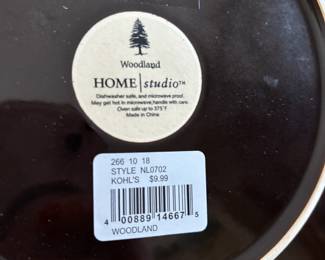 Woodland
HOME|studio™
Dishwasher safe, and microwave proof.
May get hot in microwave, handle with care.
Oven safe up to 375°F
Made in China
266 10 18
STYLE NL0702
KOHL'S $9.99
4 00889 14667 5
WOODLAND